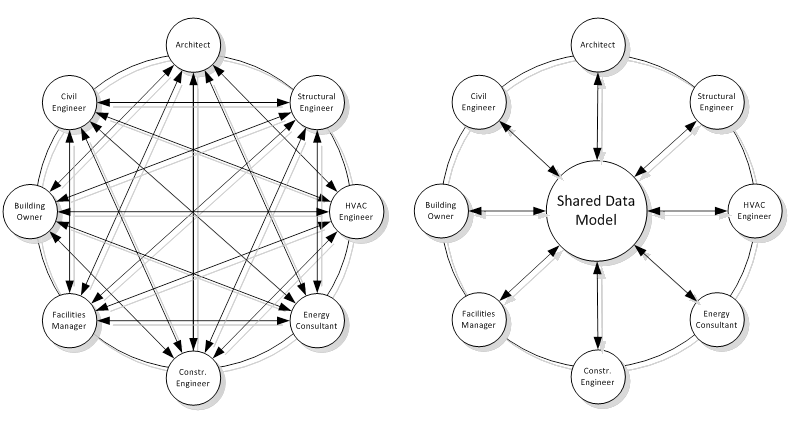 Architect
Civil
Engineer
Structural
Engineer
Building
Owner
HVAC
Engineer
Facilities
Manager
Energy
Consultant
Constr.
Engineer
Architect
Civil
Engineer
Structural
Engineer
Building
Owner
Shared Data
Model
HVAC
Engineer
Facilities
Manager
Energy
Consultant
Constr.
Engineer